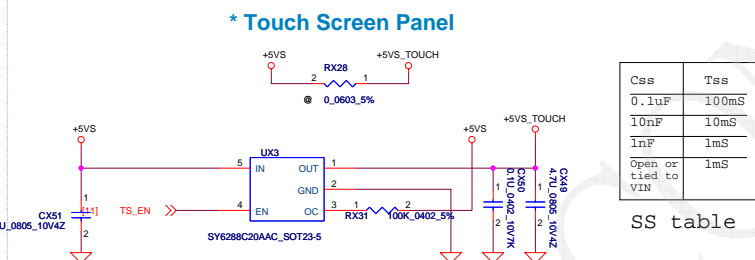 * Touch Screen Panel
+5VS
+5VS_TOUCH
RX28
2
1
@
0_0603_5%
+5VS
+5VS
+5VS_TOUCH
UX3
5
IN
OUT
1
GND
2
4
EN
OC
3
SY6288C20AAC_SOT23-5
[11]
TS_EN
1
CX51
2
U_0805_10V4Z
RX31
1
2
100K_0402_5%
1
2
CX50
0.1U_0402_10V7K
1
2
CX49
4.7U_0805_10V4Z
Css Tss
0.1uF 100mS
10nF 10mS
1nF 1mS
Open or 1mS
tied to
VIN
SS table